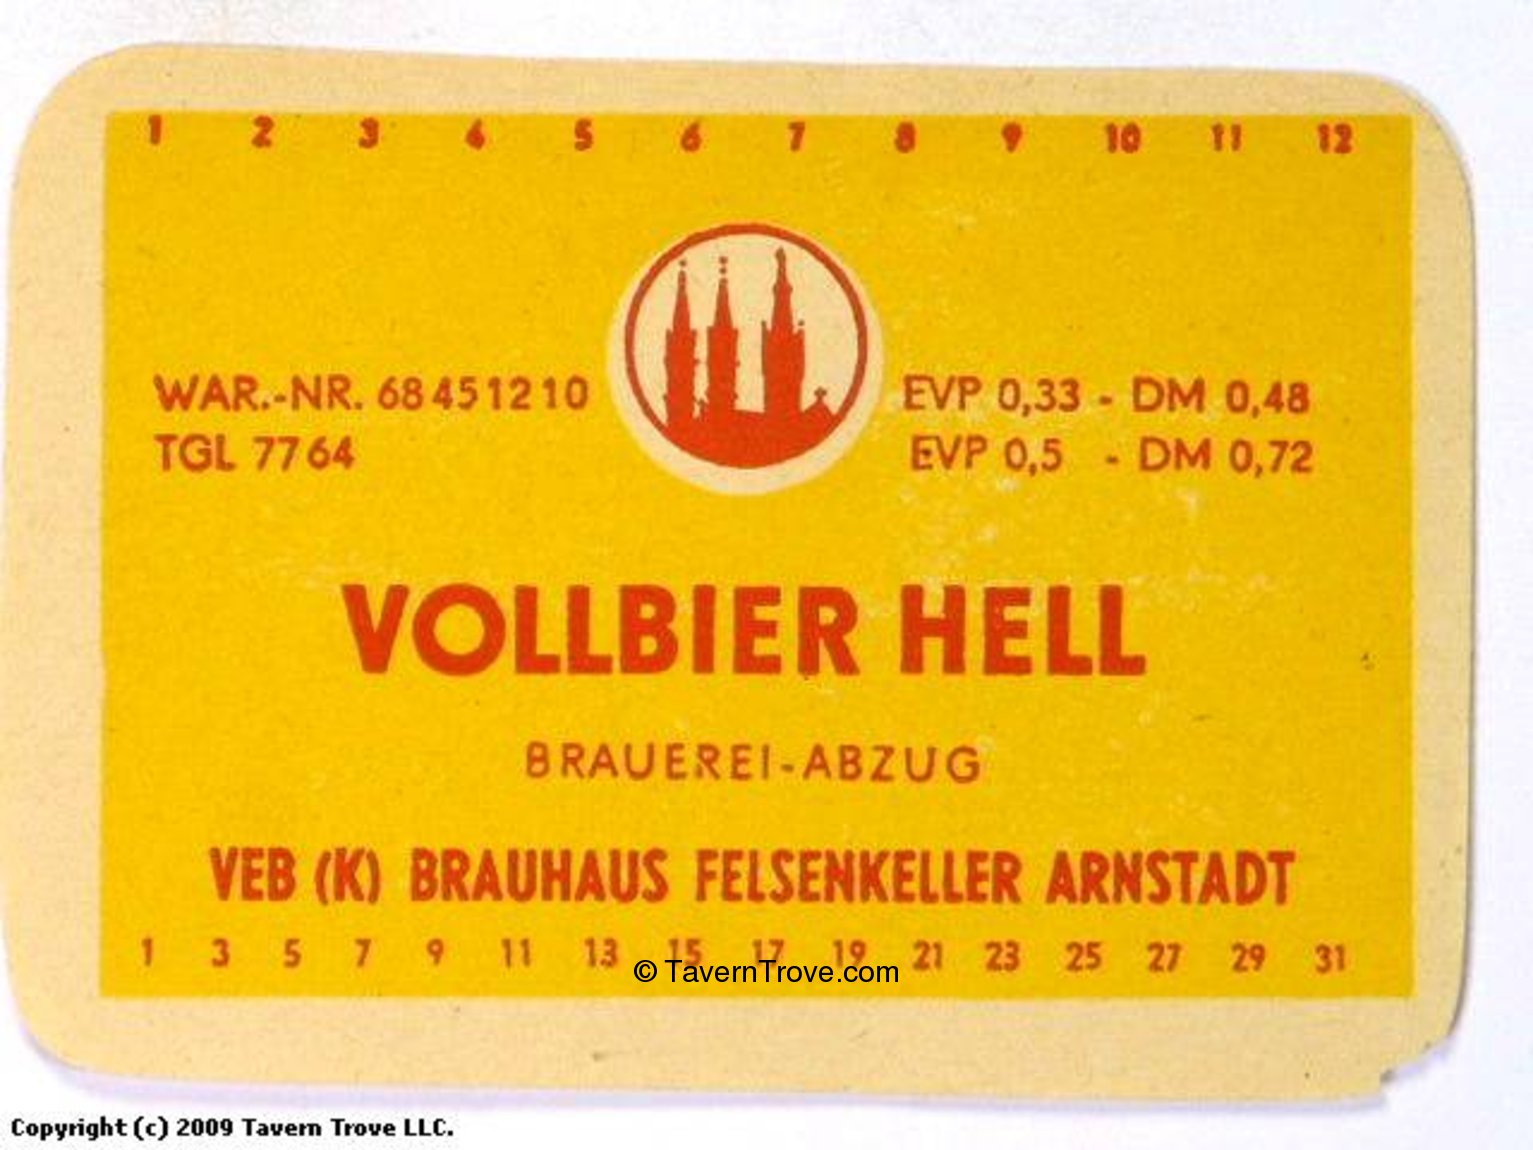 1 2 3 4 5 6 7 8 9 10 11 12
WAR.-NR. 68451210
TGL 7764
EVP 0,33 - DM 0,48
EVP 0,5 - DM 0,72
VOLLBIER HELL
BRAUEREI-ABZUG
VEB (K) BRAUHAUS FELSENKELLER ARNSTADT
1 3 5 7 9 11 13 15 17 19 21 23 25 27 29 31
© TavernTrove.com
Copyright (c) 2009 Tavern Trove LLC.